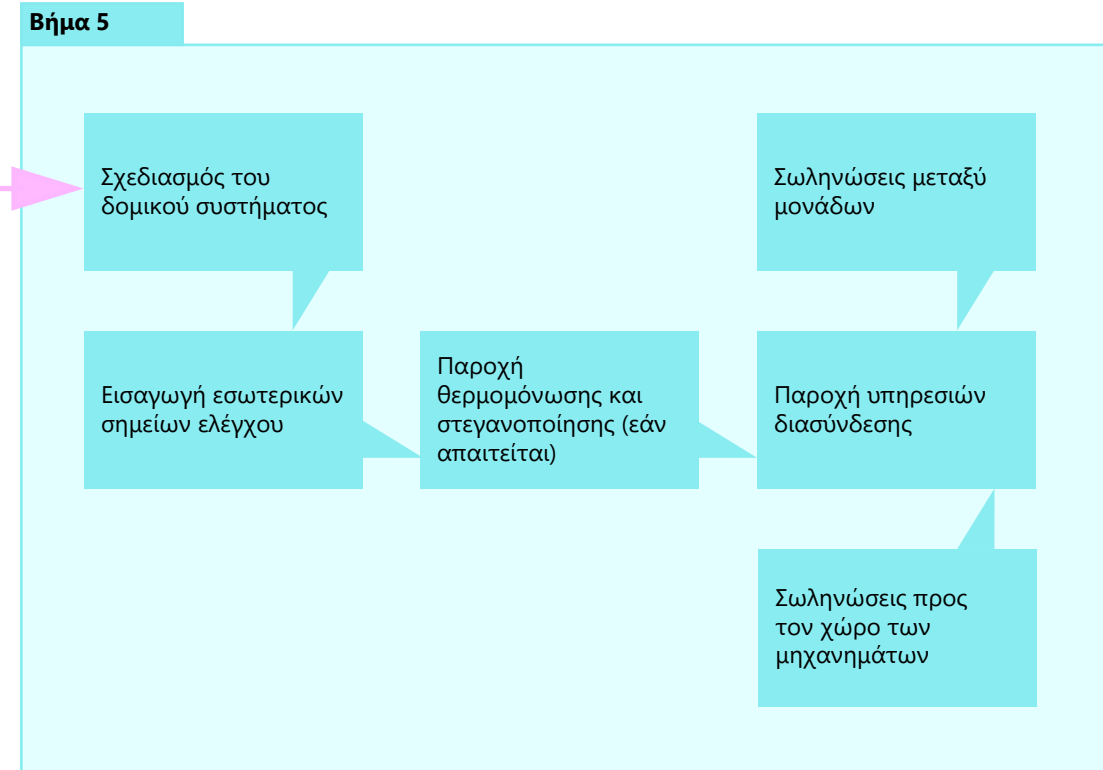 Βήμα 5
Σχεδιασμός του
δομικού συστήματος
Σωληνώσεις μεταξύ
μονάδων
Εισαγωγή εσωτερικών
σημείων ελέγχου
Παροχή
θερμομόνωσης και
στεγανοποίησης (εάν
απαιτείται)
Παροχή υπηρεσιών
διασύνδεσης
Σωληνώσεις προς
τον χώρο των
μηχανημάτων